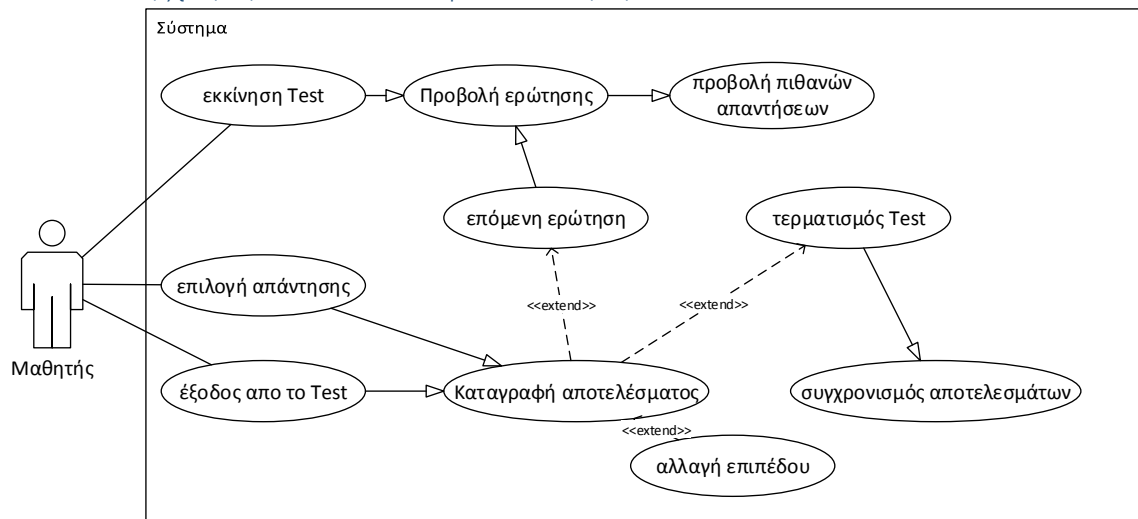 Σύστημα
εκκίνηση Test
Προβολή ερώτησης
προβολή πιθανών
απαντήσεων
επόμενη ερώτηση
τερματισμός Test
επιλογή απάντησης
<<extend>>
<<extend>>
Μαθητής
έξοδος απο το Test
Καταγραφή αποτελέσματος
συγχρονισμός αποτελεσμάτων
<<extend>>
αλλαγή επιπέδου